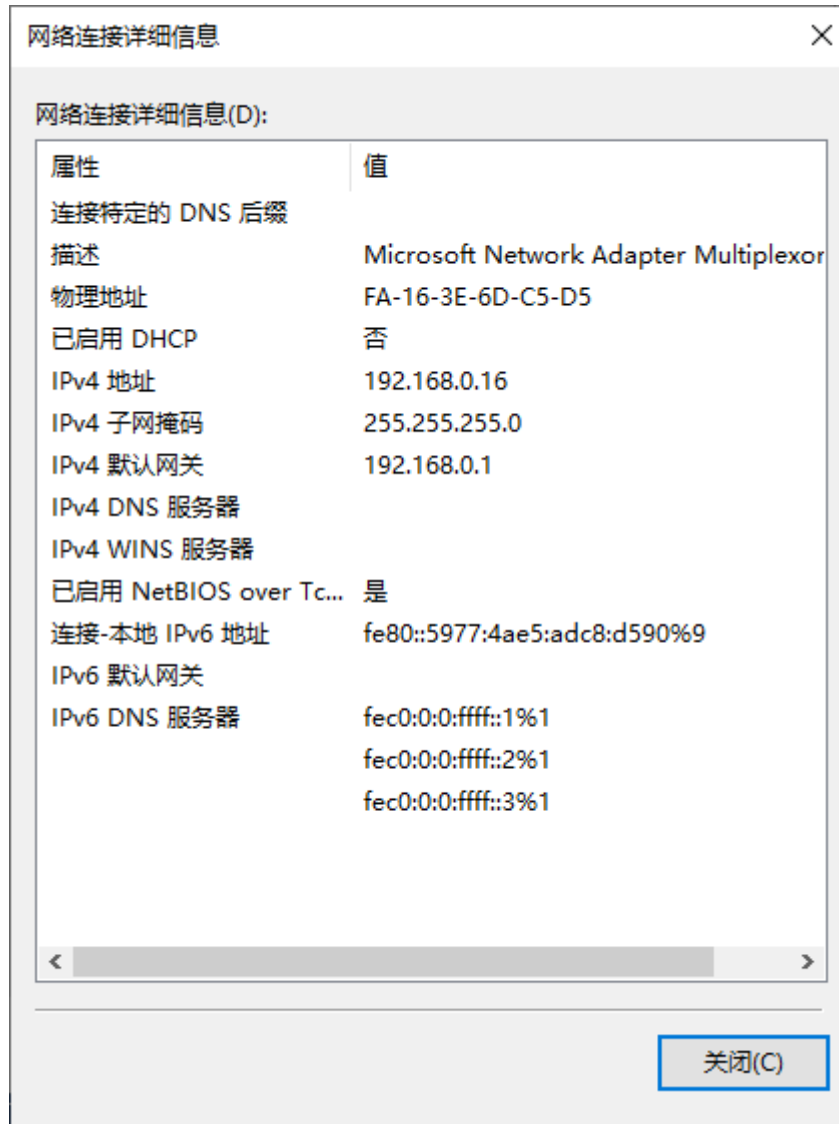 网络连接详细信息
网络连接详细信息(D):
属性 值
连接特定的 DNS 后缀
描述 Microsoft Network Adapter Multiplexor
物理地址 FA-16-3E-6D-C5-D5
已启用 DHCP 否
IPv4 地址 192.168.0.16
IPv4 子网掩码 255.255.255.0
IPv4 默认网关 192.168.0.1
IPv4 DNS 服务器
IPv4 WINS 服务器
已启用 NetBIOS over Tc... 是
连接-本地 IPv6 地址 fe80::5977:4ae5:adc8:d590%9
IPv6 默认网关
IPv6 DNS 服务器 fec0:0:0:ffff::1%1
fec0:0:0:ffff::2%1
fec0:0:0:ffff::3%1
关闭(C)